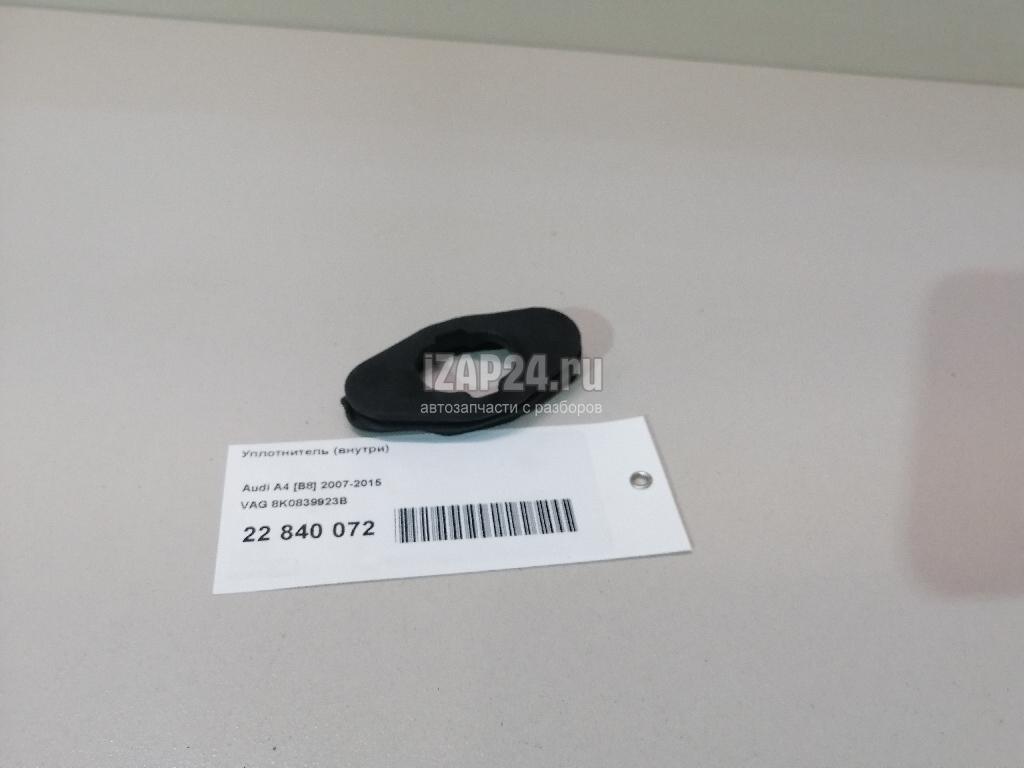 iZAP24.ru
автозапчасти с разборов
Уплотнитель (внутри)
Audi A4 [B8] 2007-2015
VAG 8K0839923B
22 840 072